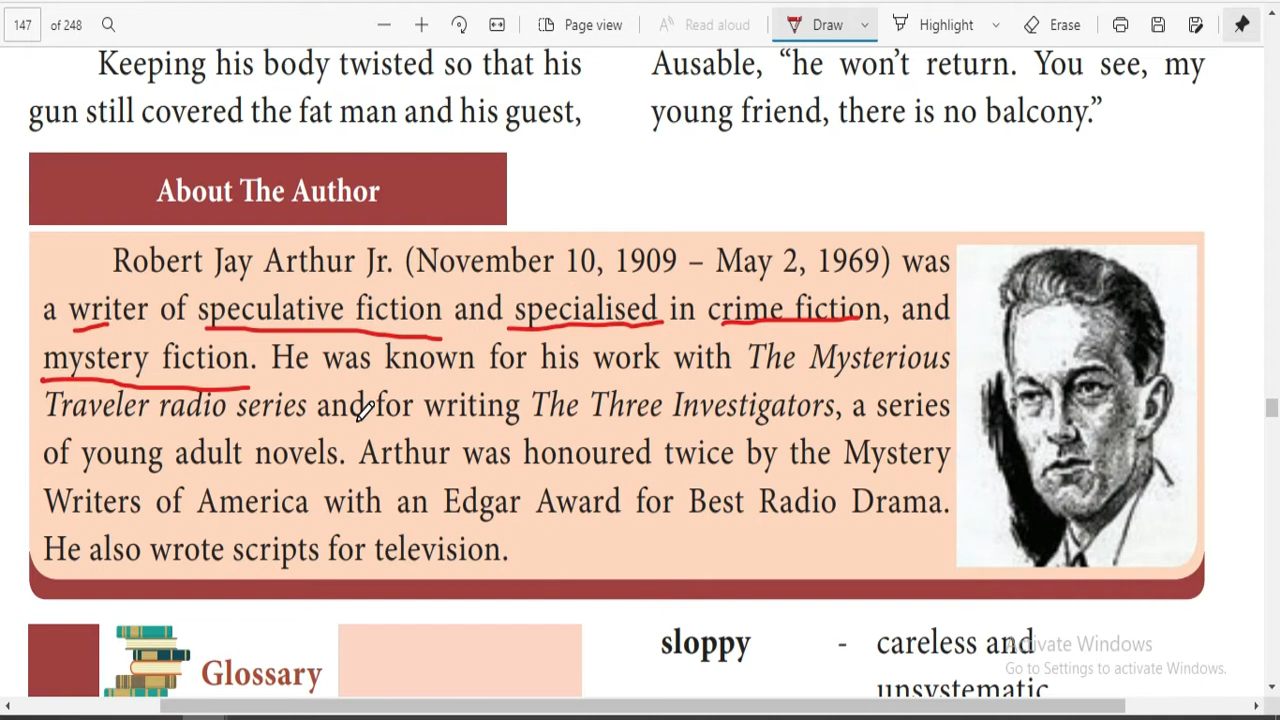 147 of 248 Page view Read aloud Draw Highlight Erase
Keeping his body twisted so that his
gun still covered the fat man and his guest,
Ausable, “he won’t return. You see, my
young friend, there is no balcony.”
About The Author
Robert Jay Arthur Jr. (November 10, 1909 – May 2, 1969) was
a writer of speculative fiction and specialised in crime fiction, and
mystery fiction. He was known for his work with The Mysterious
Traveler radio series and for writing The Three Investigators, a series
of young adult novels. Arthur was honoured twice by the Mystery
Writers of America with an Edgar Award for Best Radio Drama.
He also wrote scripts for television.
Glossary
sloppy - careless and
unsystematic
Activate Windows
Go to Settings to activate Windows.